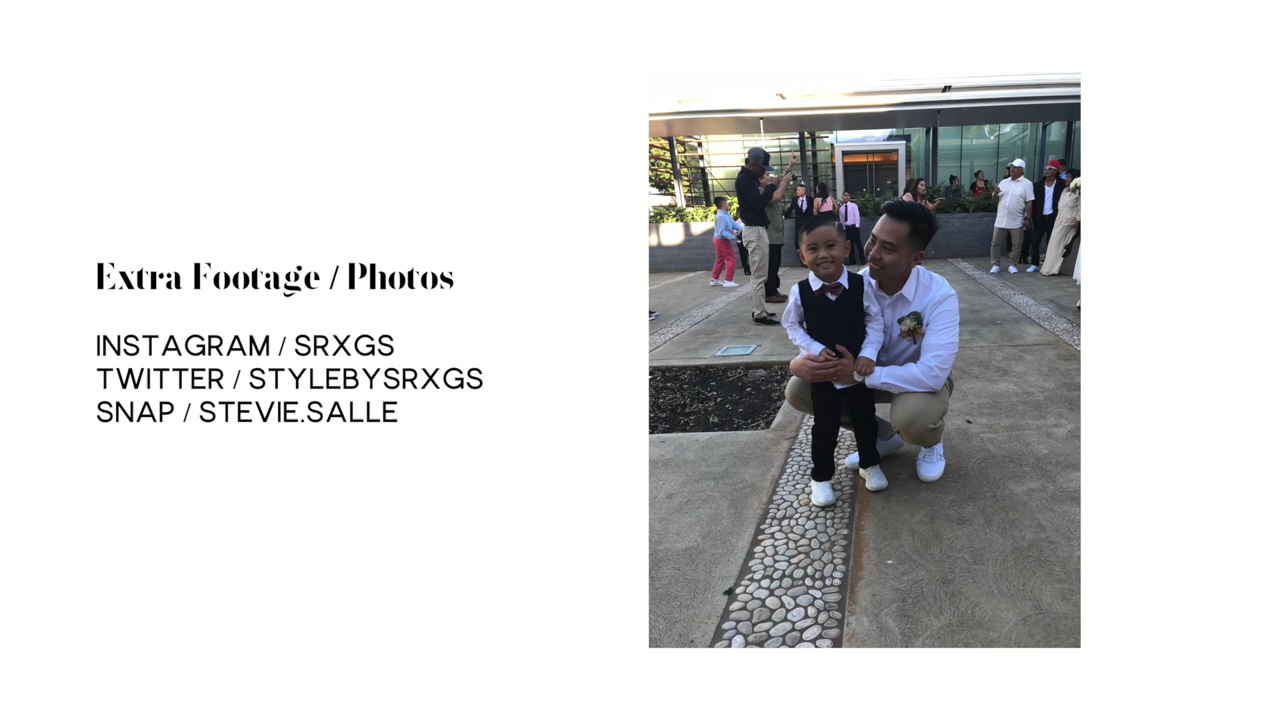 Extra Footage / Photos
INSTAGRAM / SRXGS
TWITTER / STYLEBYSRXGS
SNAP / STEVIE.SALLE